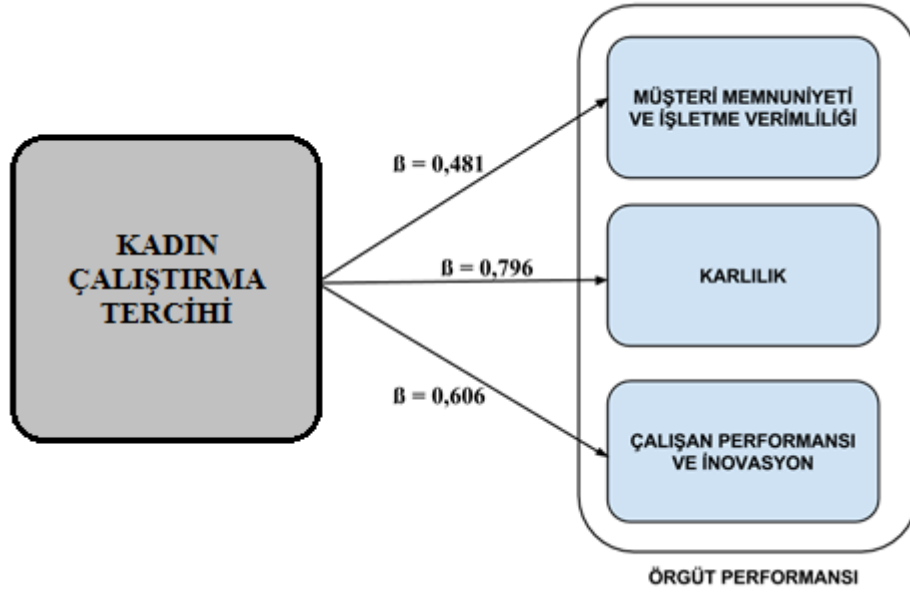 KADIN
ÇALIŞTIRMA
TERCİHİ
ß = 0,481
ß = 0,796
ß = 0,606
MÜŞTERİ MEMNUNİYETİ
VE İŞLETME VERİMLİLİĞİ
KARLILIK
ÇALIŞAN PERFORMANSI
VE İNOVASYON
ÖRGÜT PERFORMANSI